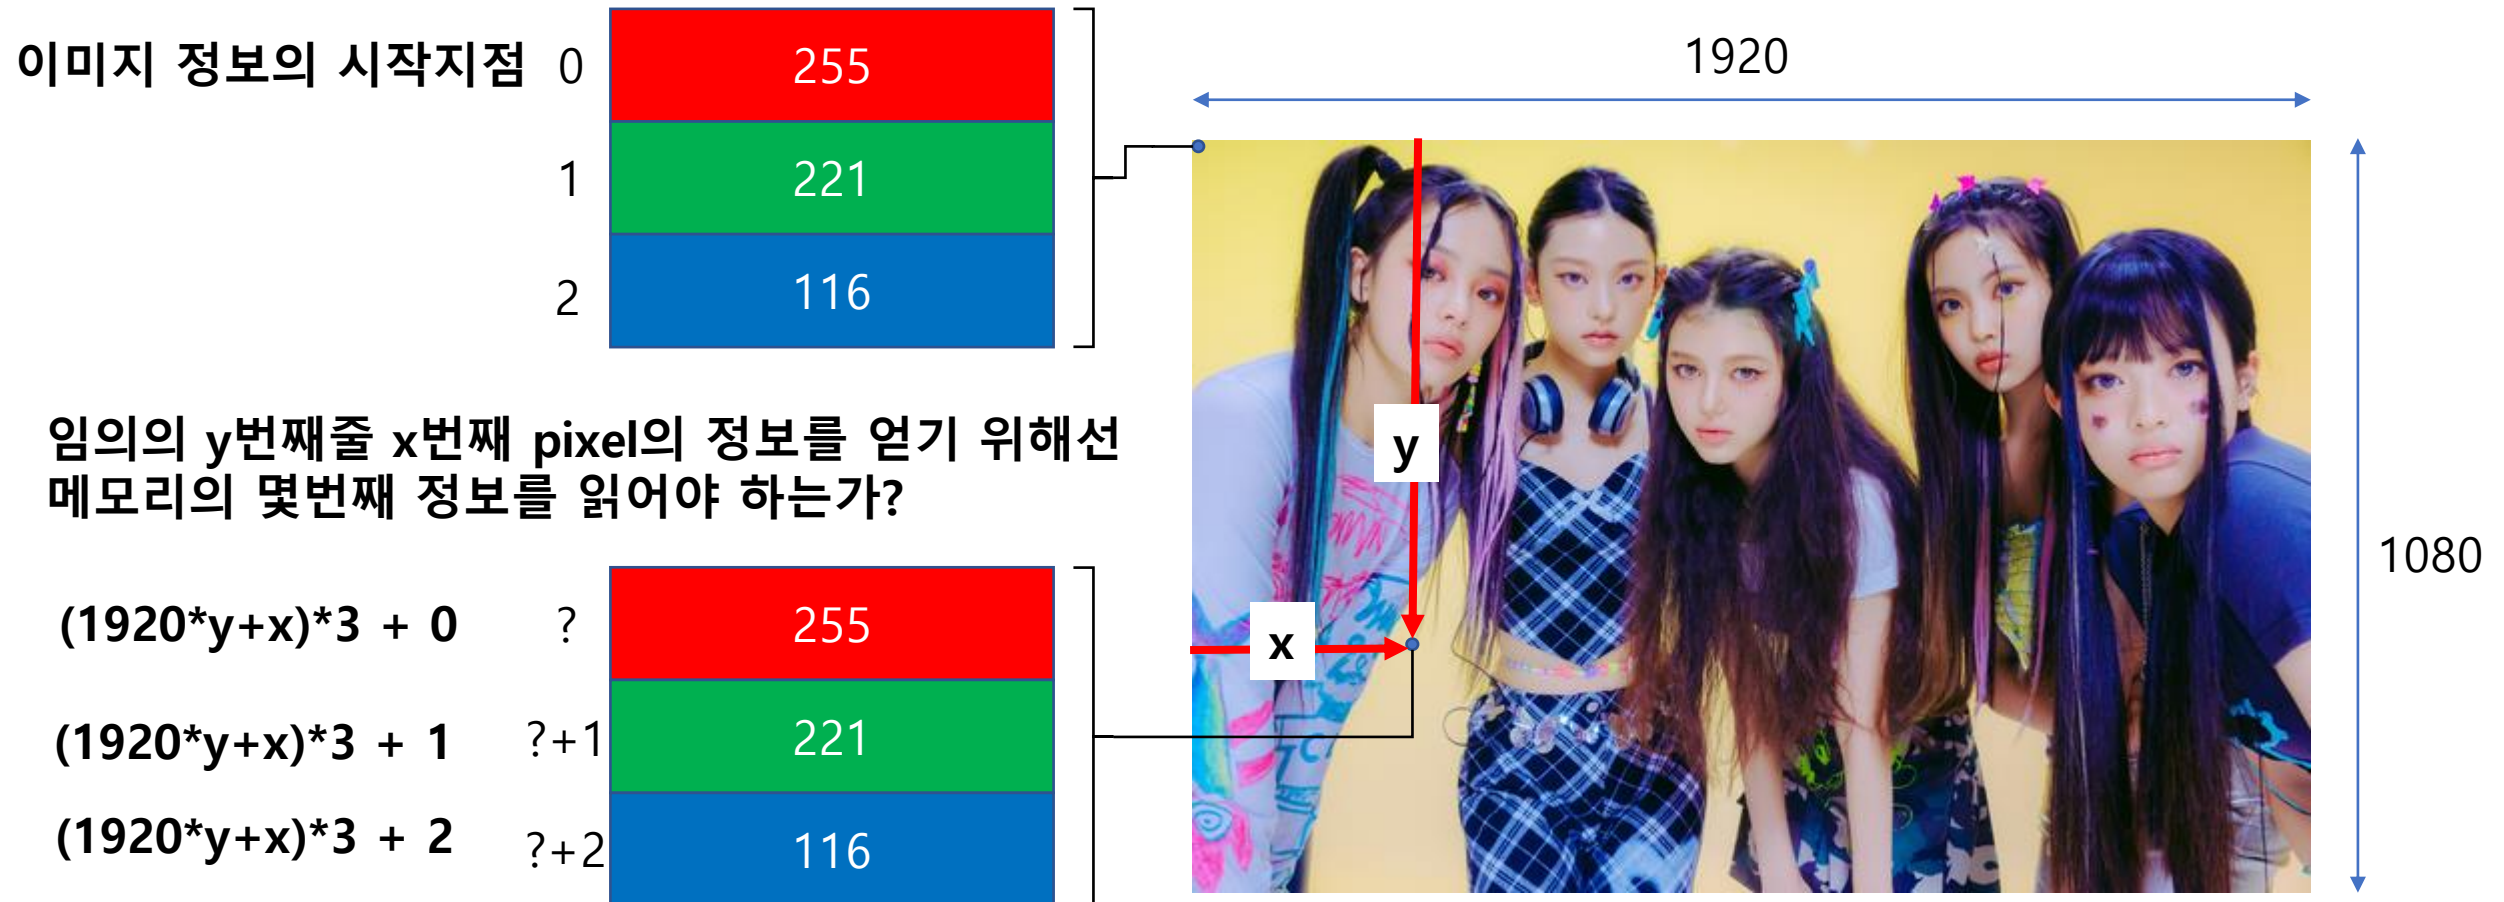 이미지 정보의 시작지점
0
255
1
221
2
116
1920
1080
임의의 y번째줄 x번째 pixel의 정보를 얻기 위해선
메모리의 몇번째 정보를 읽어야 하는가?
y
x
(1920*y+x)*3 + 0
?
255
(1920*y+x)*3 + 1
?+1
221
(1920*y+x)*3 + 2
?+2
116